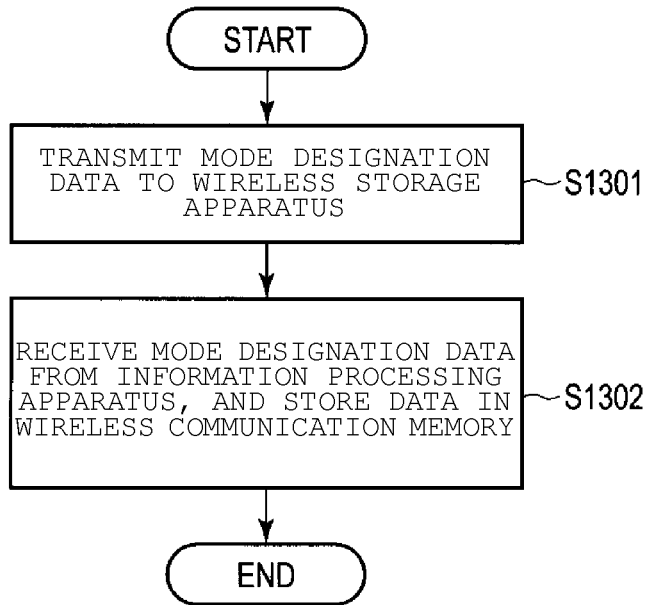 START
TRANSMIT MODE DESIGNATION
DATA TO WIRELESS STORAGE
APPARATUS
S1301
RECEIVE MODE DESIGNATION DATA
FROM INFORMATION PROCESSING
APPARATUS, AND STORE DATA IN
WIRELESS COMMUNICATION MEMORY
S1302
END